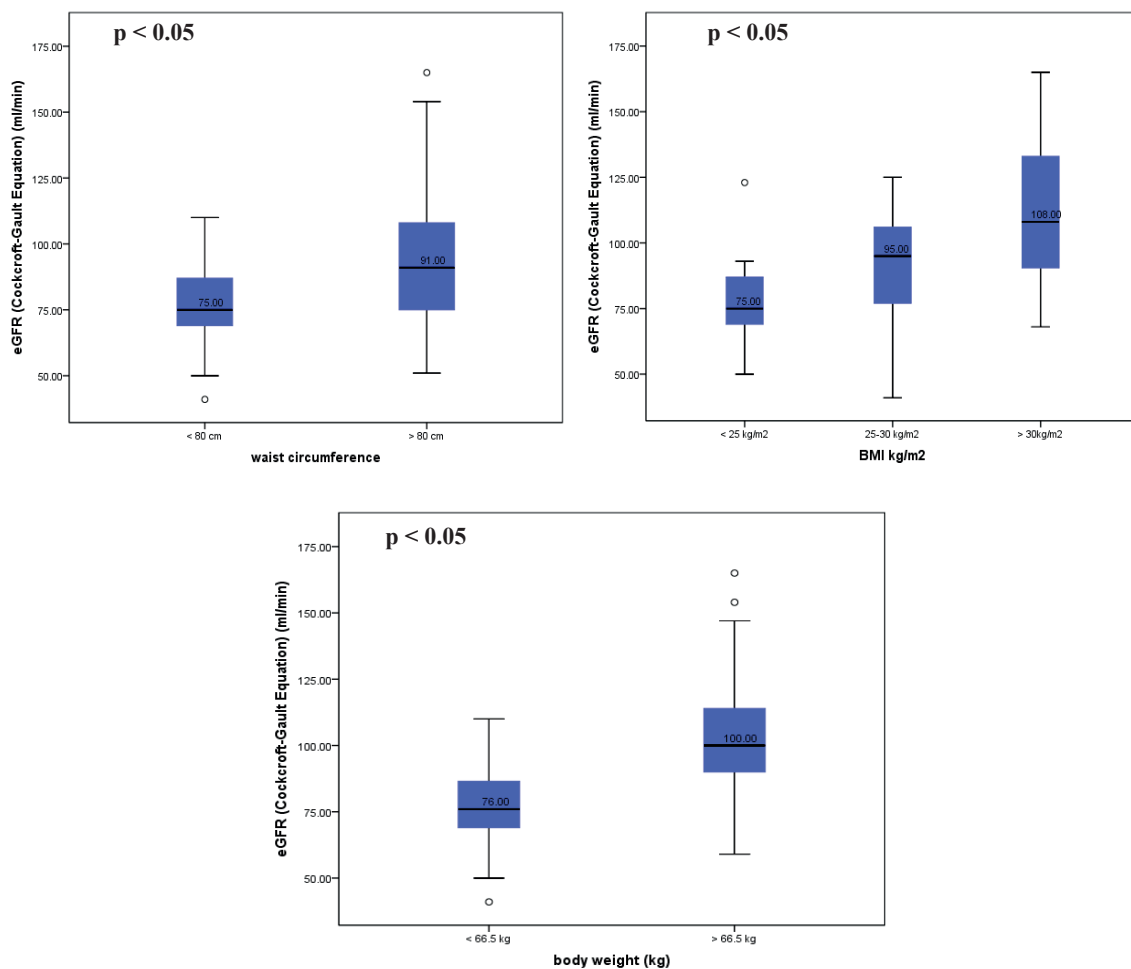 p < 0.05
175.00
150.00
125.00
100.00
75.00
50.00
eGFR (Cockcroft-Gault Equation) (ml/min)
75.00
91.00
< 80 cm
> 80 cm
waist circumference
p < 0.05
175.00
150.00
125.00
100.00
75.00
50.00
eGFR (Cockcroft-Gault Equation) (ml/min)
75.00
95.00
108.00
< 25 kg/m2
25-30 kg/m2
> 30kg/m2
BMI kg/m2
p < 0.05
175.00
150.00
125.00
100.00
75.00
50.00
eGFR (Cockcroft-Gault Equation) (ml/min)
76.00
100.00
< 66.5 kg
> 66.5 kg
body weight (kg)